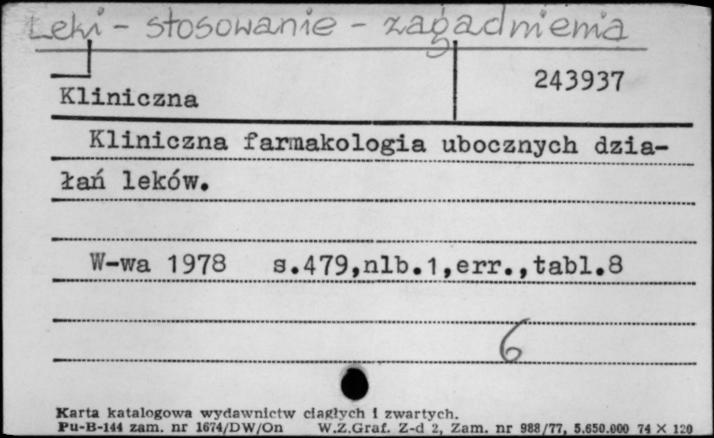 Leki - stosowanie - zagadnienia
243937
Kliniczna
Kliniczna farmakologia ubocznych dzia-
łań leków.
W-wa 1978 s.479,nlb.1,err.,tabl.8
6
Karta katalogowa wydawnictw ciągłych i zwartych.
Pu-B-144 zam. nr 1674/DW/On W.Z.Graf. Z-d 2, Zam. nr 988/77, 5.650.000 74 X 120